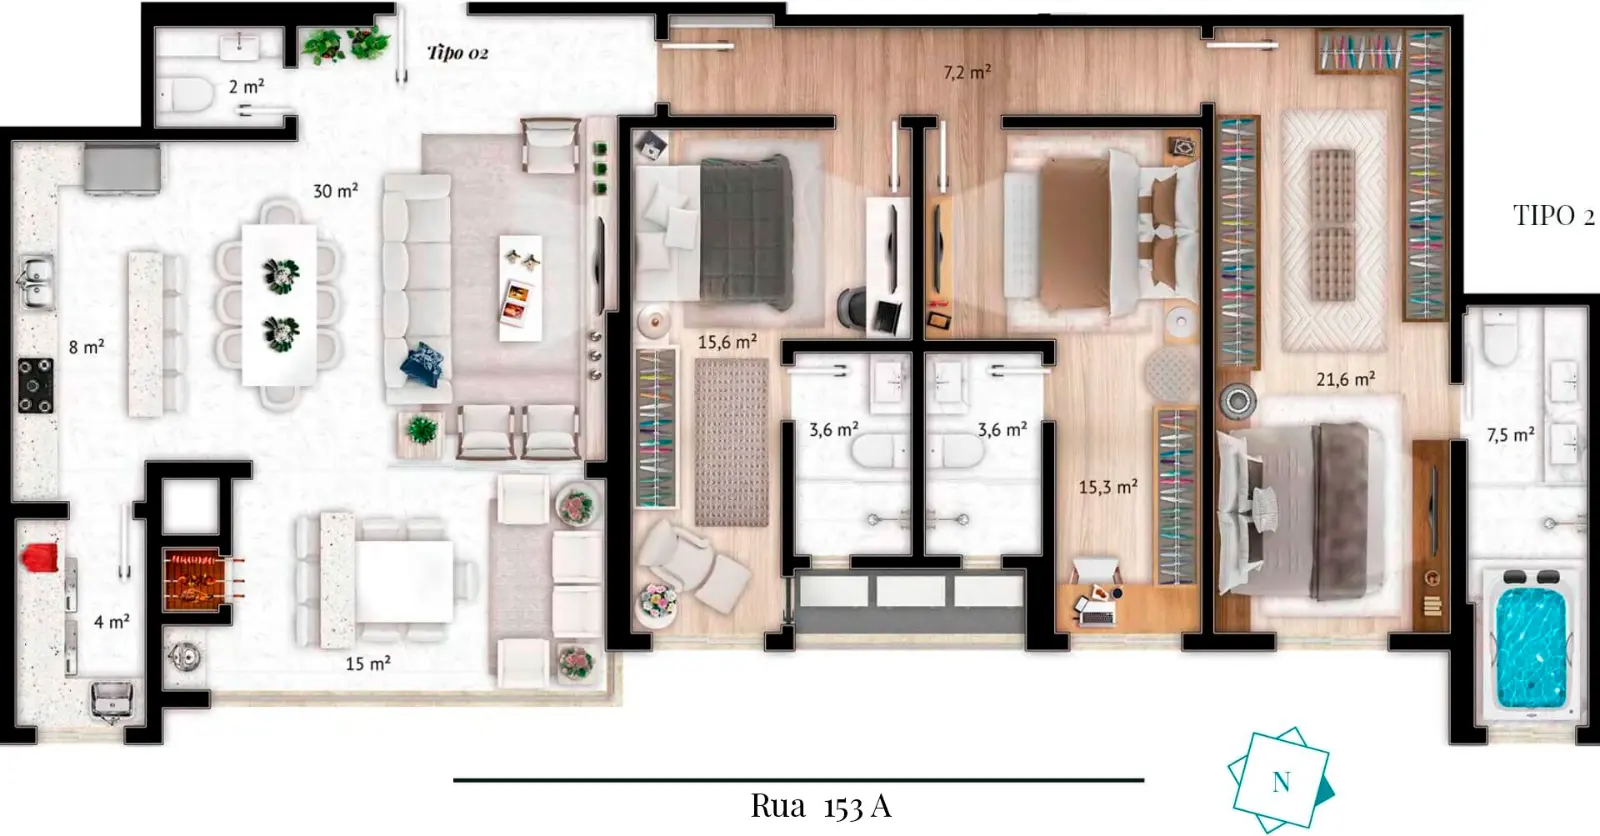 Tipo 02
2 m²
7,2 m²
30 m²
TIPO 2
8 m²
15,6 m²
21,6 m²
3,6 m²
3,6 m²
7,5 m²
15,3 m²
4 m²
15 m²
N
Rua 153 A